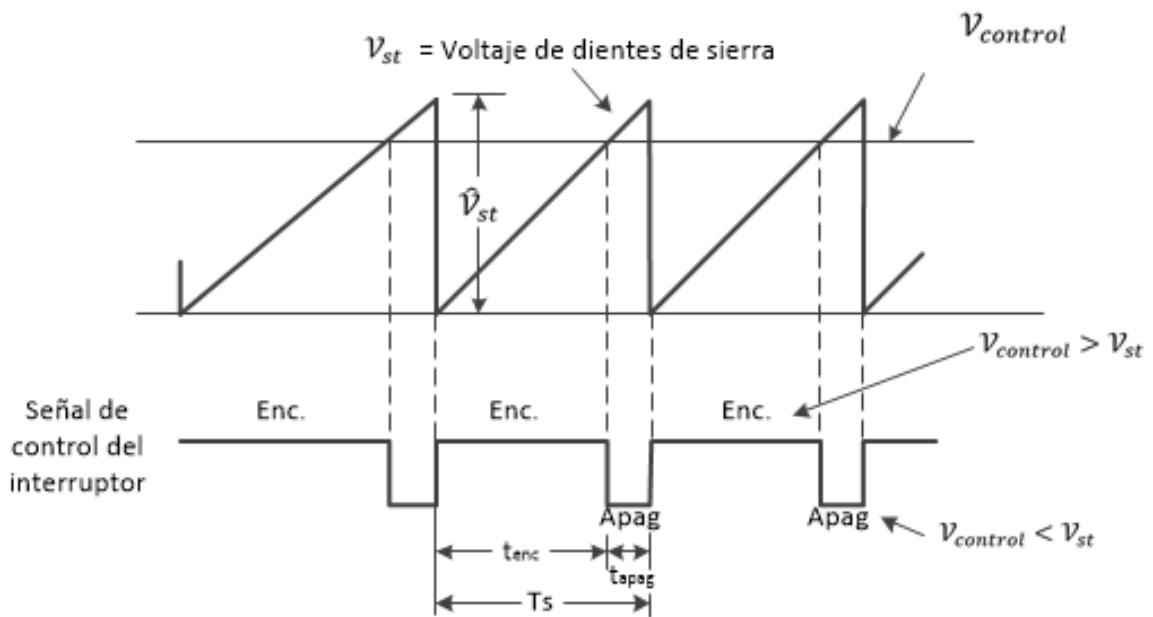 𝒱control
𝒱st = Voltaje de dientes de sierra
𝒱̂st
𝒱control > 𝒱st
Señal de
control del
interruptor
Enc.
Enc.
Enc.
Apag
Apag
𝒱control < 𝒱st
tenc
tapag
Ts